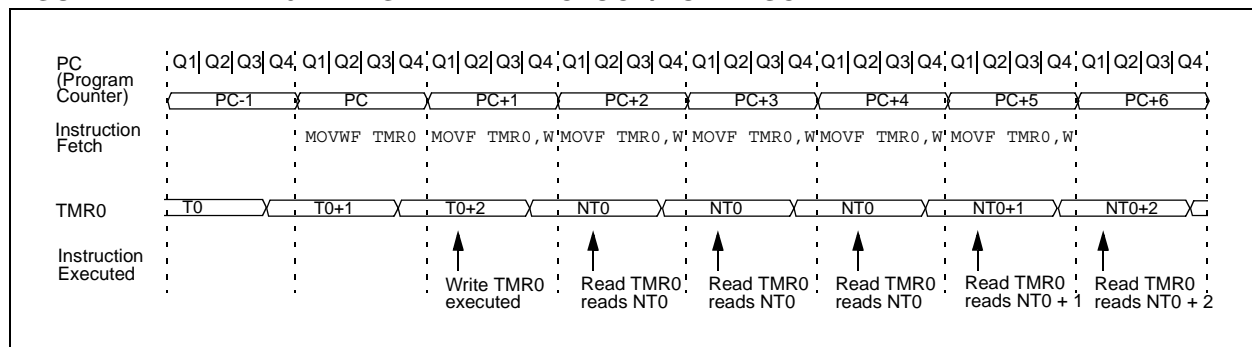 PC
(Program
Counter)
Q1 Q2 Q3 Q4 Q1 Q2 Q3 Q4 Q1 Q2 Q3 Q4 Q1 Q2 Q3 Q4 Q1 Q2 Q3 Q4 Q1 Q2 Q3 Q4 Q1 Q2 Q3 Q4 Q1 Q2 Q3 Q4
PC-1 PC PC+1 PC+2 PC+3 PC+4 PC+5 PC+6
Instruction
Fetch
MOVWF TMR0 MOVF TMR0,W MOVF TMR0,W MOVF TMR0,W MOVF TMR0,W MOVF TMR0,W
TMR0
T0 T0+1 T0+2 NT0 NT0 NT0 NT0+1 NT0+2
Instruction
Executed
Write TMR0
executed
Read TMR0
reads NT0
Read TMR0
reads NT0
Read TMR0
reads NT0
Read TMR0
reads NT0 + 1
Read TMR0
reads NT0 + 2